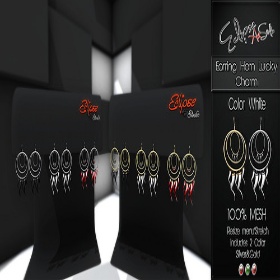 Earring Horn Lucky
Charm
Color White
100% MESH
Resize menu/Stretch
Includes 2 Color
Silver&Gold